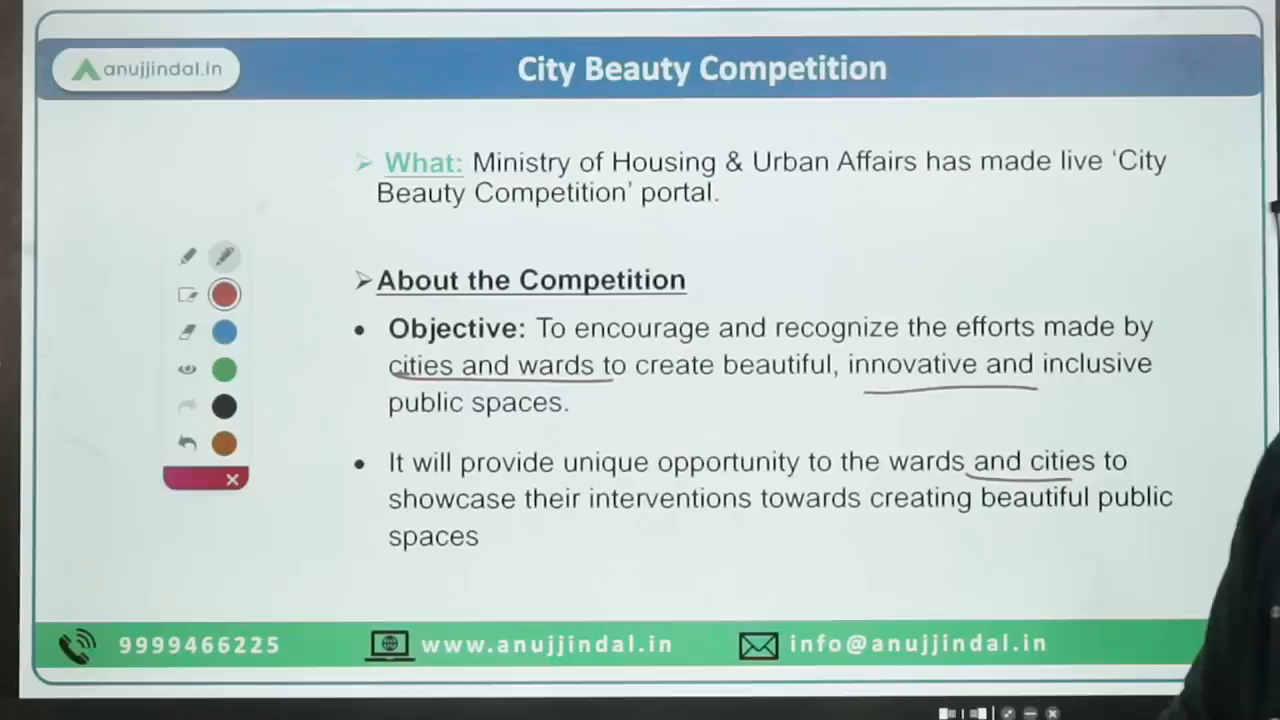 anujjindal.in
City Beauty Competition
➢ What: Ministry of Housing & Urban Affairs has made live ‘City
Beauty Competition’ portal.
➢ About the Competition
• Objective: To encourage and recognize the efforts made by
cities and wards to create beautiful, innovative and inclusive
public spaces.
• It will provide unique opportunity to the wards and cities to
showcase their interventions towards creating beautiful public
spaces
9999466225 www.anujjindal.in info@anujjindal.in